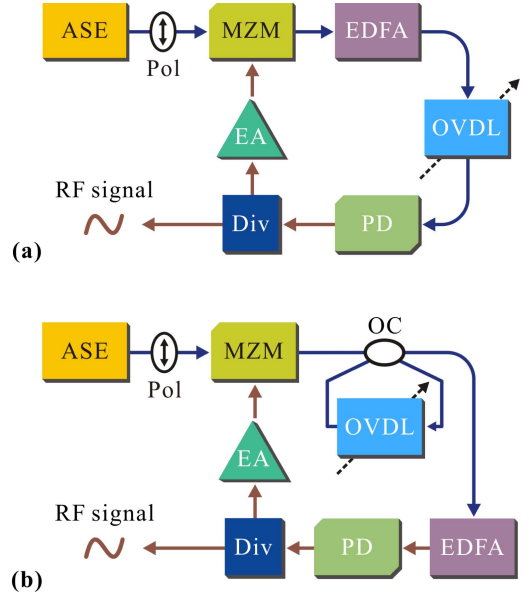 ASE
Pol
MZM
EDFA
OVDL
EA
RF signal
Div
PD
(a)
ASE
Pol
MZM
OC
OVDL
EA
RF signal
Div
PD
EDFA
(b)